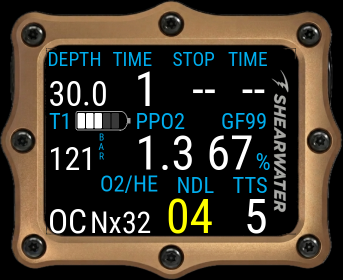 DEPTH TIME STOP TIME
30.0 1 -- --
T1 PPO2 GF99
121 BAR 1.3 67%
O2/HE NDL TTS
OC Nx32 04 5
SHEARWATER